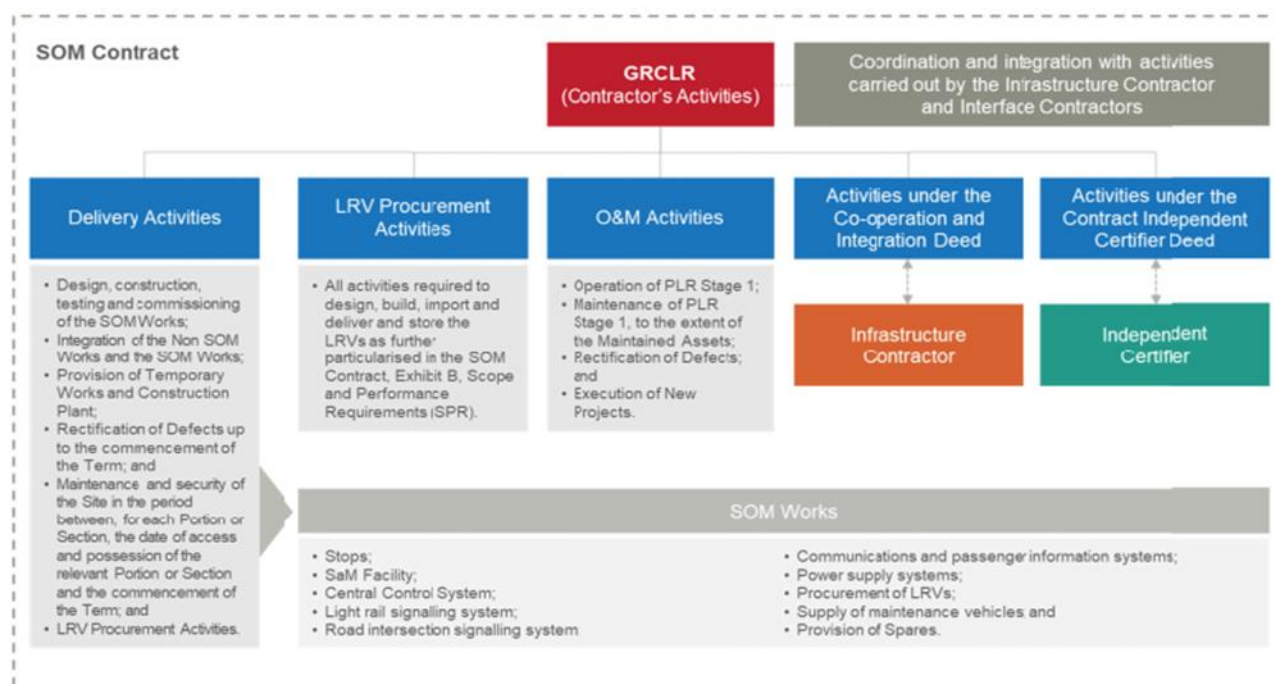 SOM Contract
GRCLR
(Contractor's Activities)
Coordination and integration with activities
carried out by the Infrastructure Contractor
and Interface Contractors
Delivery Activities
LRV Procurement
Activities
O&M Activities
Activities under the
Co-operation and
Integration Deed
Activities under the
Contract Independent
Certifier Deed
• Design, construction,
testing and commissioning
of the SOM Works;
• Integration of the Non SOM
Works and the SOM Works;
• Provision of Temporary
Works and Construction
Plant;
• Rectification of Defects up
to the commencement of
the Term; and
• Maintenance and security of
the Site in the period
between, for each Portion or
Section, the date of access
and possession of the
relevant Portion or Section
and the commencement of
the Term; and
• LRV Procurement Activities.
• All activities required to
design, build, import and
deliver and store the
LRVs as further
particularised in the SOM
Contract, Exhibit B, Scope
and Performance
Requirements (SPR).
• Operation of PLR Stage 1;
• Maintenance of PLR
Stage 1, to the extent of
the Maintained Assets;
• Rectification of Defects;
and
• Execution of New
Projects.
Infrastructure
Contractor
Independent
Certifier
SOM Works
• Stops;
• SaM Facility;
• Central Control System;
• Light rail signalling system;
• Road intersection signalling system
• Communications and passenger information systems;
• Power supply systems;
• Procurement of LRVs;
• Supply of maintenance vehicles and
• Provision of Spares.